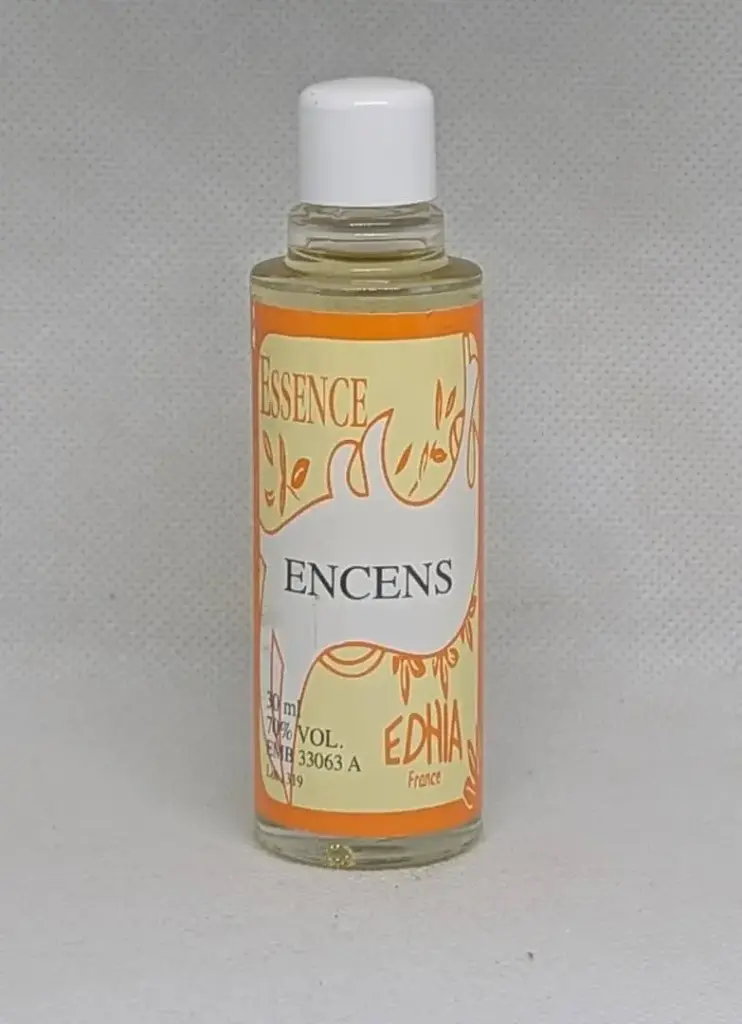 ESSENCE
ENCENS
30 ml
70% VOL.
EMB 33063 A
EDHIA
France